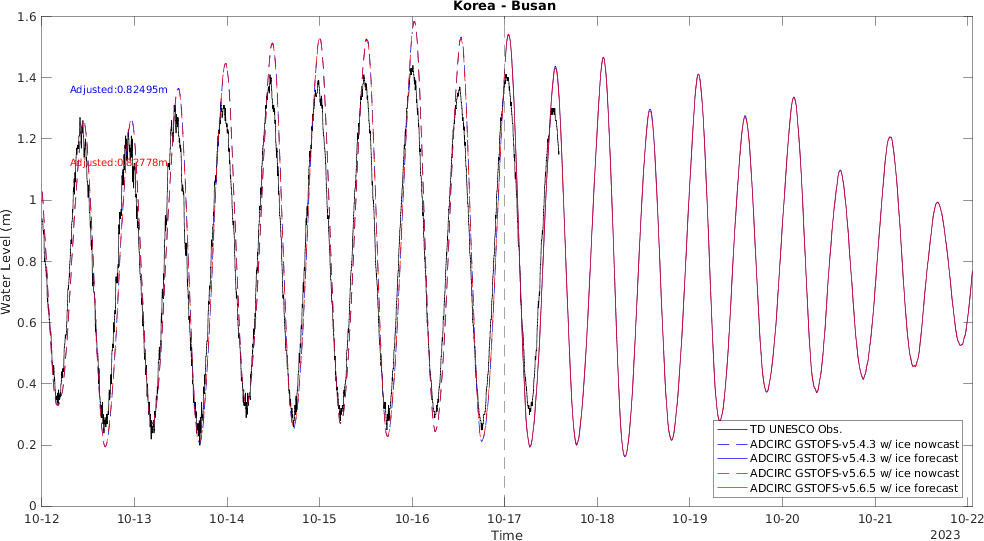 Korea - Busan
1.6
1.4
1.2
1
0.8
0.6
0.4
0.2
0
Water Level (m)
Adjusted:0.82495m
Adjusted:0.82778m
TD UNESCO Obs.
ADCIRC GSTOFS-v5.4.3 w/ ice nowcast
ADCIRC GSTOFS-v5.4.3 w/ ice forecast
ADCIRC GSTOFS-v5.6.5 w/ ice nowcast
ADCIRC GSTOFS-v5.6.5 w/ ice forecast
10-12 10-13 10-14 10-15 10-16 10-17 10-18 10-19 10-20 10-21 10-22
Time
2023